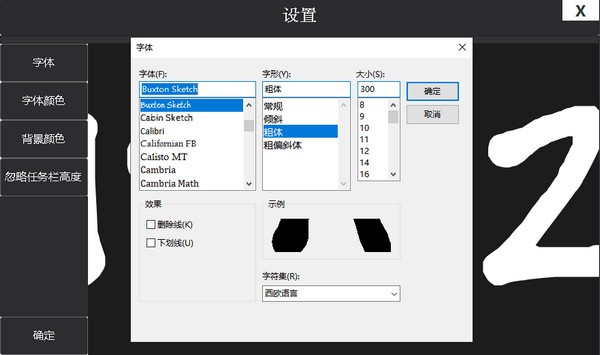 设置
X
字体
字体颜色
背景颜色
忽略任务栏高度
确定
字体
字体(F):
Buxton Sketch
Buxton Sketch
Cabin Sketch
Calibri
Californian FB
Calisto MT
Cambria
Cambria Math
字形(Y):
粗体
常规
倾斜
粗体
粗偏斜体
大小(S):
300
8
9
10
11
12
14
16
确定
取消
效果
删除线(K)
下划线(U)
示例
字符集(R):
西欧语言
2